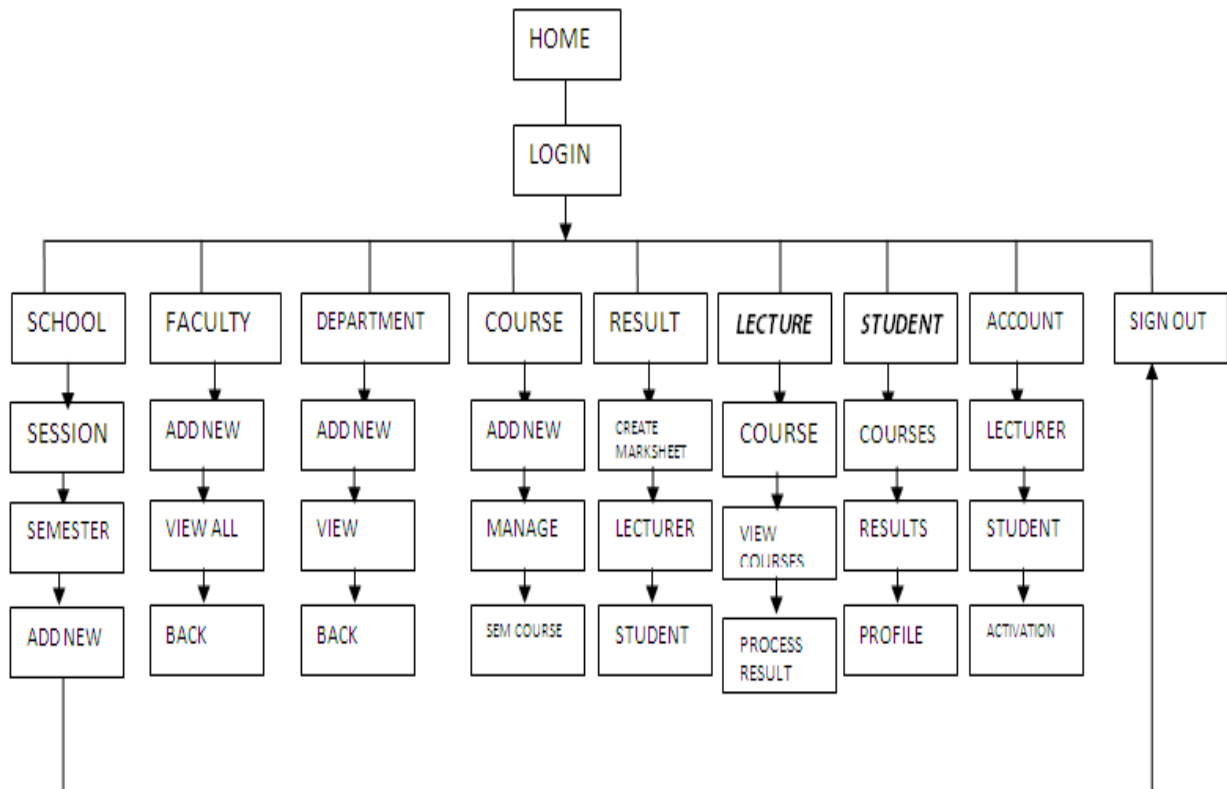 HOME
LOGIN
SCHOOL
FACULTY
DEPARTMENT
COURSE
RESULT
LECTURE
STUDENT
ACCOUNT
SIGN OUT
SESSION
ADD NEW
ADD NEW
ADD NEW
CREATE
MARKSHEET
COURSE
COURSES
LECTURER
SEMESTER
VIEW ALL
VIEW
MANAGE
LECTURER
VIEW
COURSES
RESULTS
STUDENT
ADD NEW
BACK
BACK
SEM COURSE
STUDENT
PROCESS
RESULT
PROFILE
ACTIVATION